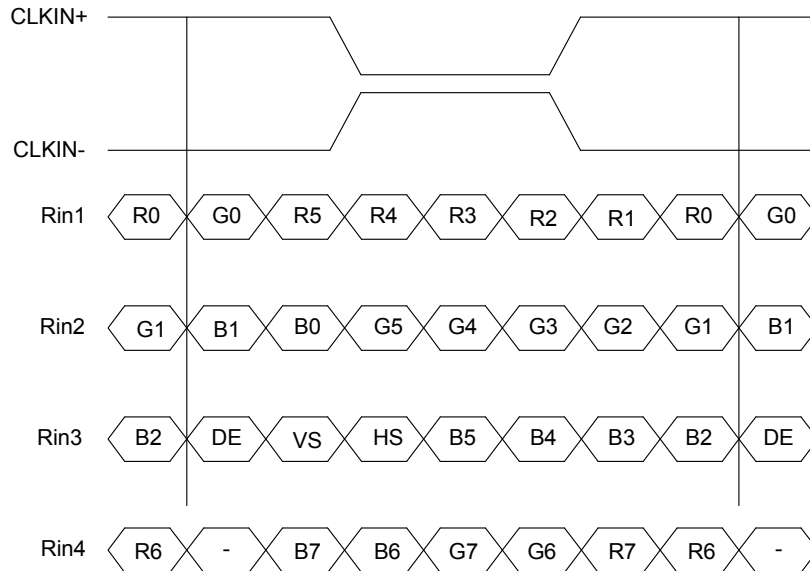 CLKIN+
CLKIN-
Rin1 R0 G0 R5 R4 R3 R2 R1 R0 G0
Rin2 G1 B1 B0 G5 G4 G3 G2 G1 B1
Rin3 B2 DE VS HS B5 B4 B3 B2 DE
Rin4 R6 - B7 B6 G7 G6 R7 R6 -